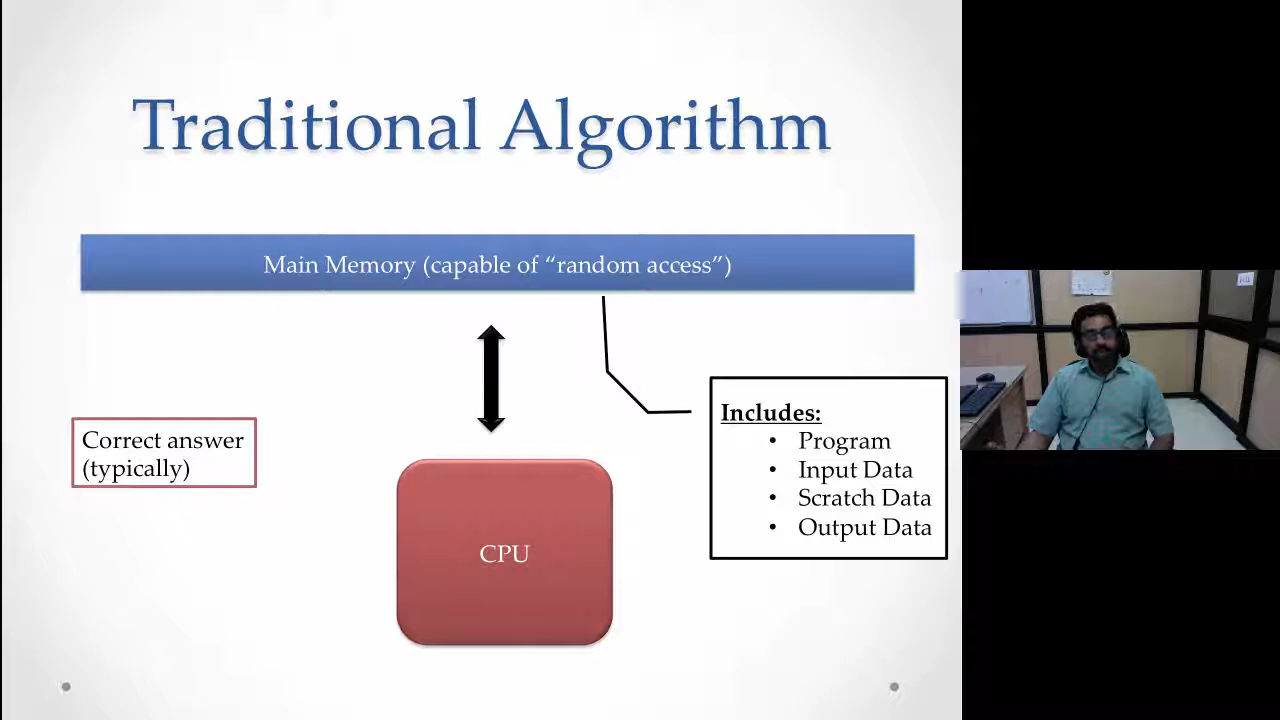 Traditional Algorithm
Main Memory (capable of “random access”)
Correct answer
(typically)
CPU
Includes:
• Program
• Input Data
• Scratch Data
• Output Data